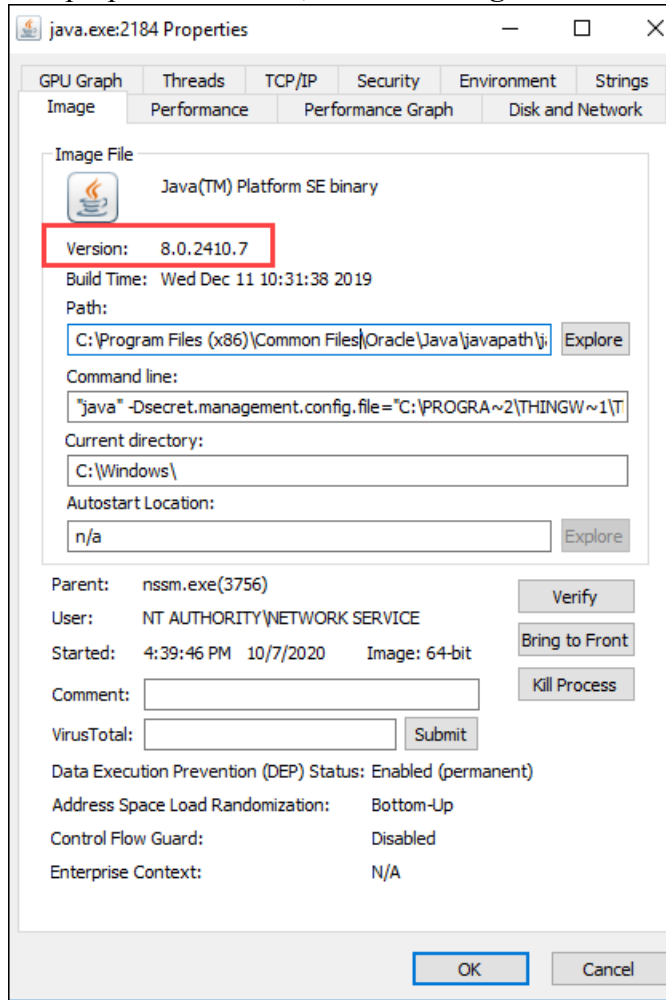 java.exe:2184 Properties
GPU Graph Threads TCP/IP Security Environment Strings
Image Performance Performance Graph Disk and Network
Image File
Java(TM) Platform SE binary
Version: 8.0.2410.7
Build Time: Wed Dec 11 10:31:38 2019
Path:
C:\Program Files (x86)\Common Files\Oracle\Java\javapath\j Explore
Command line:
"java" -Dsecret.management.config.file="C:\PROGRA~2\THINGW~1\T
Current directory:
C:\Windows\
Autostart Location:
n/a Explore
Parent: nssm.exe(3756)
Verify
User: NT AUTHORITY\NETWORK SERVICE
Bring to Front
Started: 4:39:46 PM 10/7/2020 Image: 64-bit
Kill Process
Comment:
VirusTotal: Submit
Data Execution Prevention (DEP) Status: Enabled (permanent)
Address Space Load Randomization: Bottom-Up
Control Flow Guard: Disabled
Enterprise Context: N/A
OK Cancel